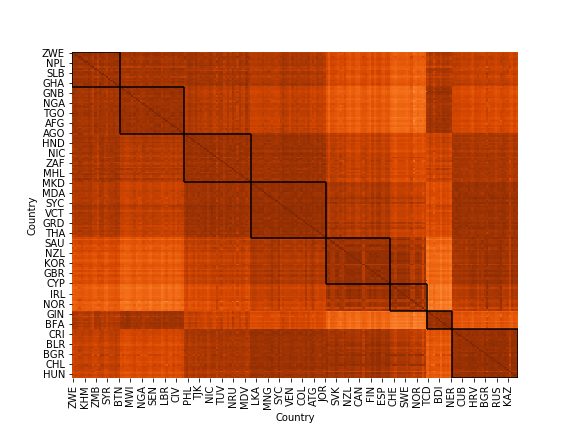 ZWE
NPL
SLB
GHA
GNB
NGA
TGO
AFG
AGO
HND
NIC
ZAF
MHL
MKD
MDA
SYC
VCT
GRD
THA
SAU
NZL
KOR
GBR
CYP
IRL
NOR
GIN
BFA
CRI
BLR
BGR
CHL
HUN
Country
ZWE KHM ZMB SYR BTN MWI NGA SEN LBR CIV PHL TJK NIC TUV NRU MDV LKA MNG SYC VEN COL ATG JOR SVK NZL CAN FIN ESP CHE SWE NOR TCD BDI NER CUB HRV BGR RUS KAZ
Country